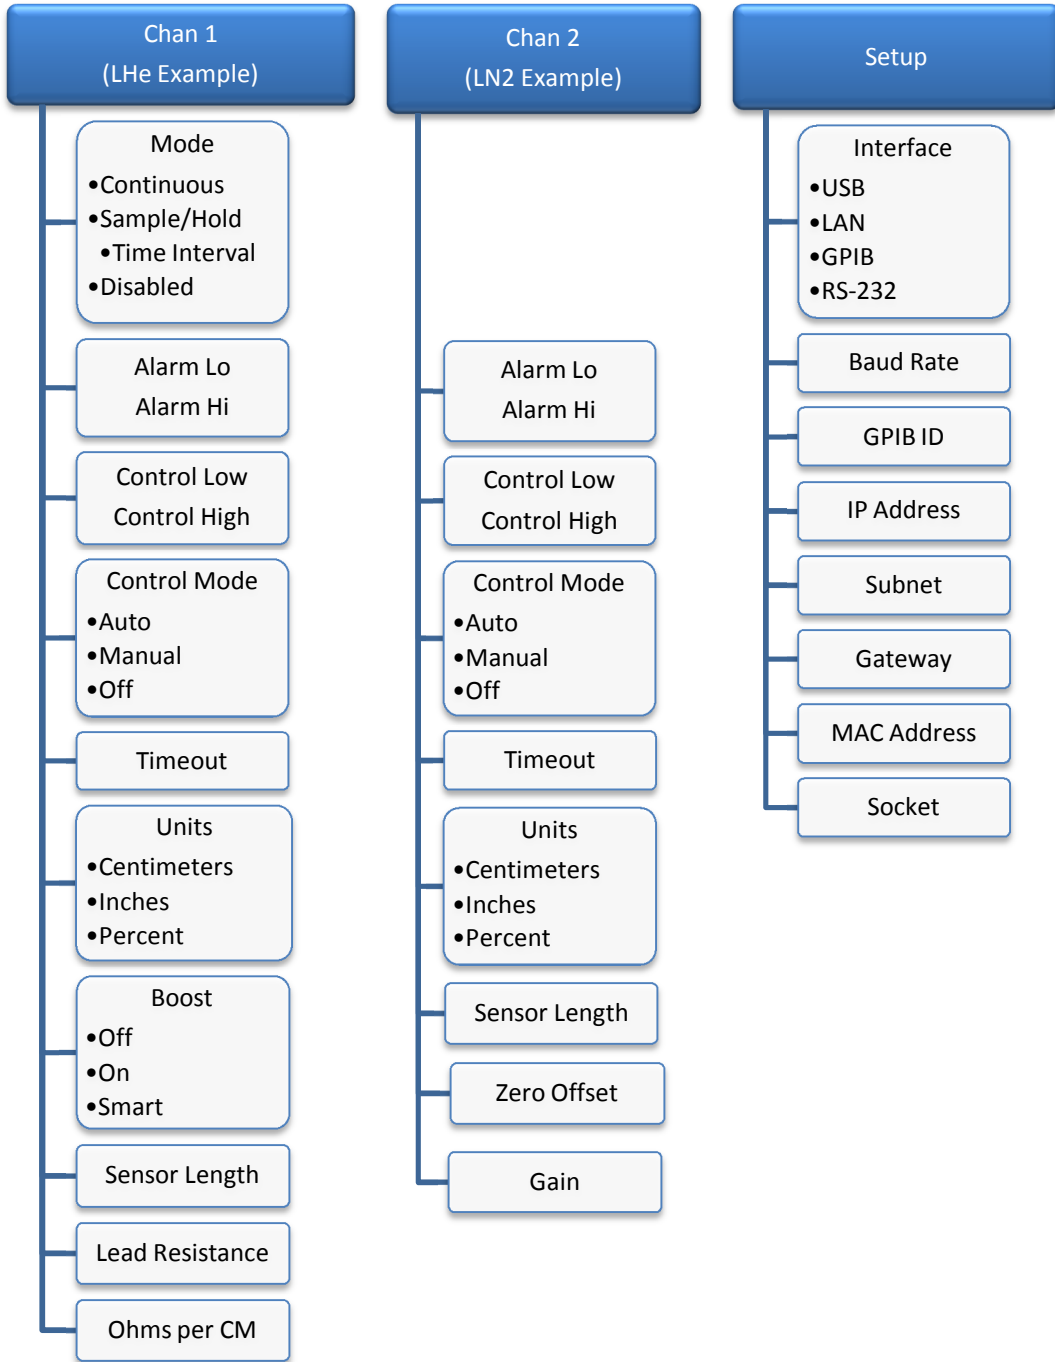 Chan 1
(LHe Example)
Mode
•Continuous
•Sample/Hold
•Time Interval
•Disabled
Alarm Lo
Alarm Hi
Control Low
Control High
Control Mode
•Auto
•Manual
•Off
Timeout
Units
•Centimeters
•Inches
•Percent
Boost
•Off
•On
•Smart
Sensor Length
Lead Resistance
Ohms per CM
Chan 2
(LN2 Example)
Alarm Lo
Alarm Hi
Control Low
Control High
Control Mode
•Auto
•Manual
•Off
Timeout
Units
•Centimeters
•Inches
•Percent
Sensor Length
Zero Offset
Gain
Setup
Interface
•USB
•LAN
•GPIB
•RS-232
Baud Rate
GPIB ID
IP Address
Subnet
Gateway
MAC Address
Socket